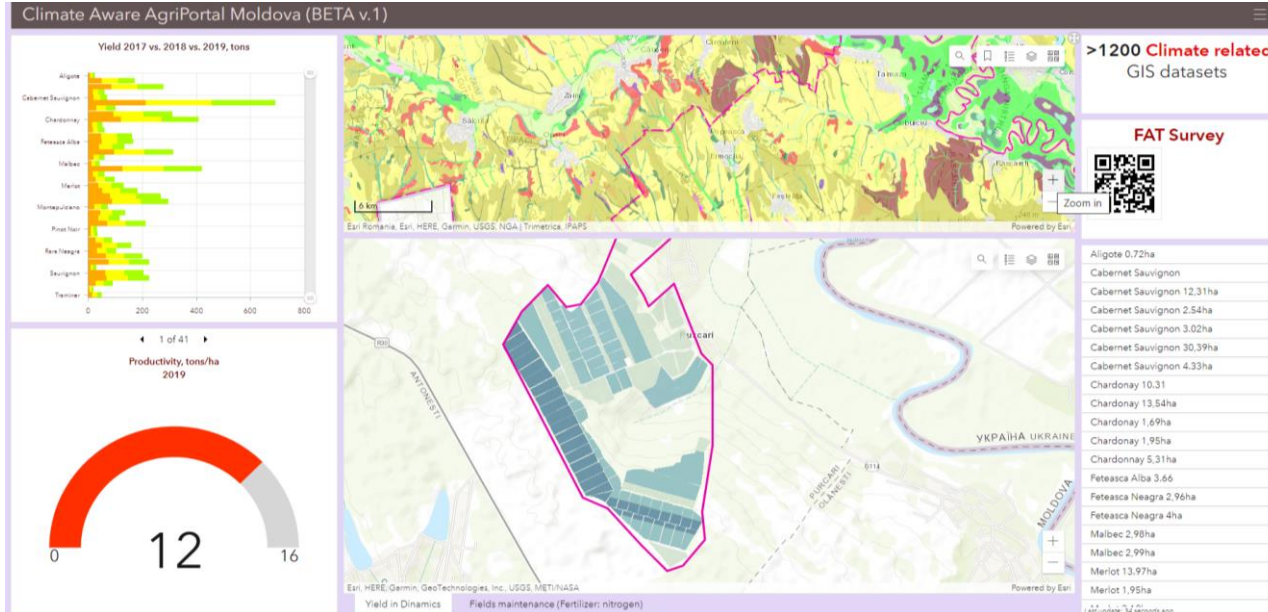 Climate Aware AgriPortal Moldova (BETA v.1)
Yield 2017 vs. 2018 vs. 2019, tons
Aligote
Cabernet Sauvignon
Chardonnay
Feteasca Alba
Malbec
Merlot
Montepulciano
Pinot Noir
Rara Neagra
Sauvignon
Traminer
0 200 400 600 800
1 of 41
Productivity, tons/ha
2019
12
0
16
6 km
Zoom in
Esri Romania, Esri, HERE, Garmin, USGS, NGA | Trimetrica, IPAPS
Powered by Esri
Purcari
R30
ANTONESTI
УКРАЇНА UKRAINE
PURCARI
OLĂNEȘTI
MOLDOVA
Esri, HERE, Garmin, GeoTechnologies, Inc., USGS, METI/NASA
Powered by Esri
Yield in Dinamics
Fields maintenance (Fertilizer: nitrogen)
>1200 Climate related
GIS datasets
FAT Survey
Aligote 0.72ha
Cabernet Sauvignon
Cabernet Sauvignon 12,31ha
Cabernet Sauvignon 2.54ha
Cabernet Sauvignon 3.02ha
Cabernet Sauvignon 30,39ha
Cabernet Sauvignon 4.33ha
Chardonay 10.31
Chardonay 13,54ha
Chardonay 1,69ha
Chardonay 1,95ha
Chardonnay 5,31ha
Feteasca Alba 3.66
Feteasca Neagra 2,96ha
Feteasca Neagra 4ha
Malbec 2,98ha
Malbec 2,99ha
Merlot 13.97ha
Merlot 1,95ha